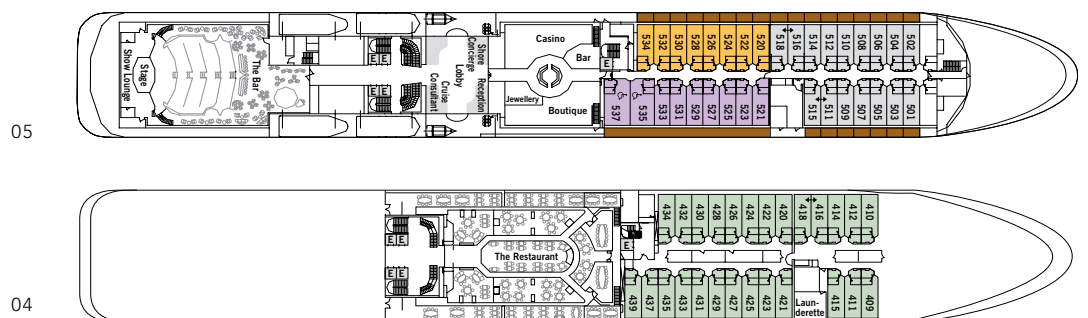 05
Show Lounge
Stage
The Bar
E E
E E
Shore
Concierge
Lobby
Cruise
Consultant
Reception
Casino
Bar
Jewellery
Boutique
E
534 532 530 528 526 524 522 520 518 516 514 512 510 508 506 504 502
537 535 533 531 529 527 525 523 521 515 511 509 507 505 503 501
04
E E
E E
The Restaurant
E
434 432 430 428 426 424 422 420 418 416 414 412 410
439 437 435 433 431 429 427 425 423 421 415 411 409
Laun-
derette